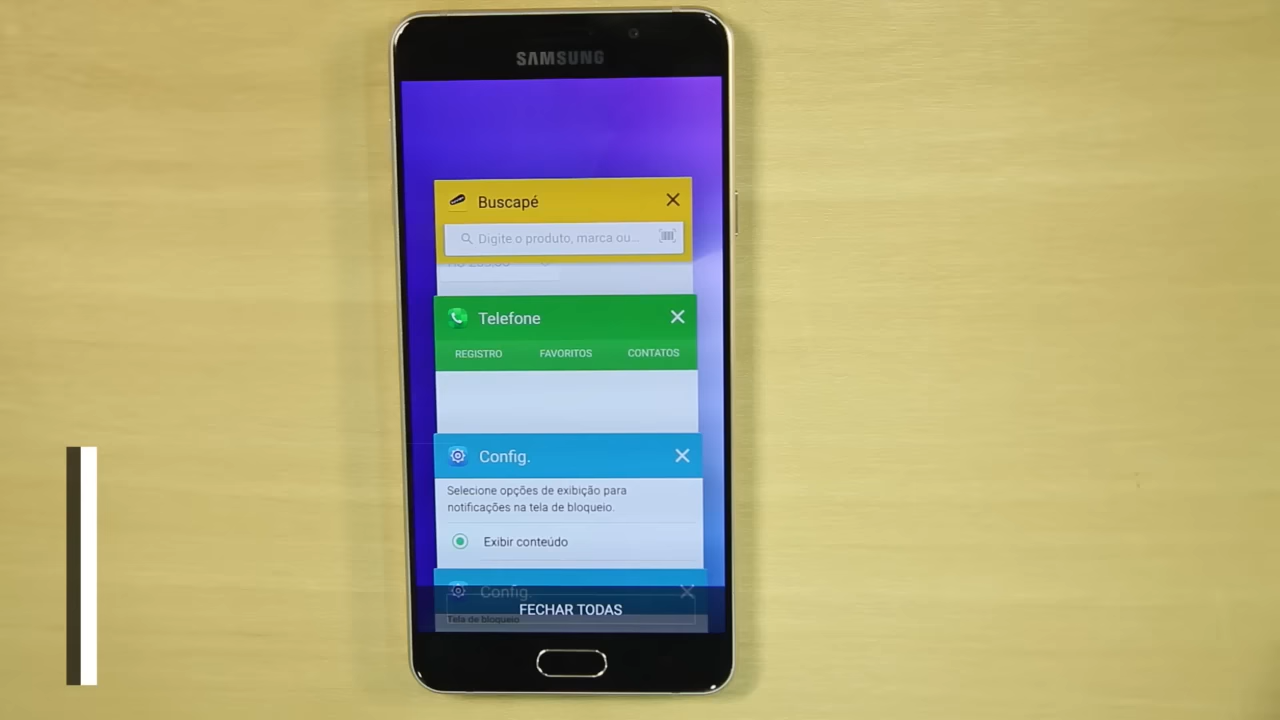 SAMSUNG
Buscapé
Digite o produto, marca ou...
Telefone
REGISTRO FAVORITOS CONTATOS
Config.
Selecione opções de exibição para
notificações na tela de bloqueio.
Exibir conteúdo
Config.
FECHAR TODAS
Tela de bloqueio